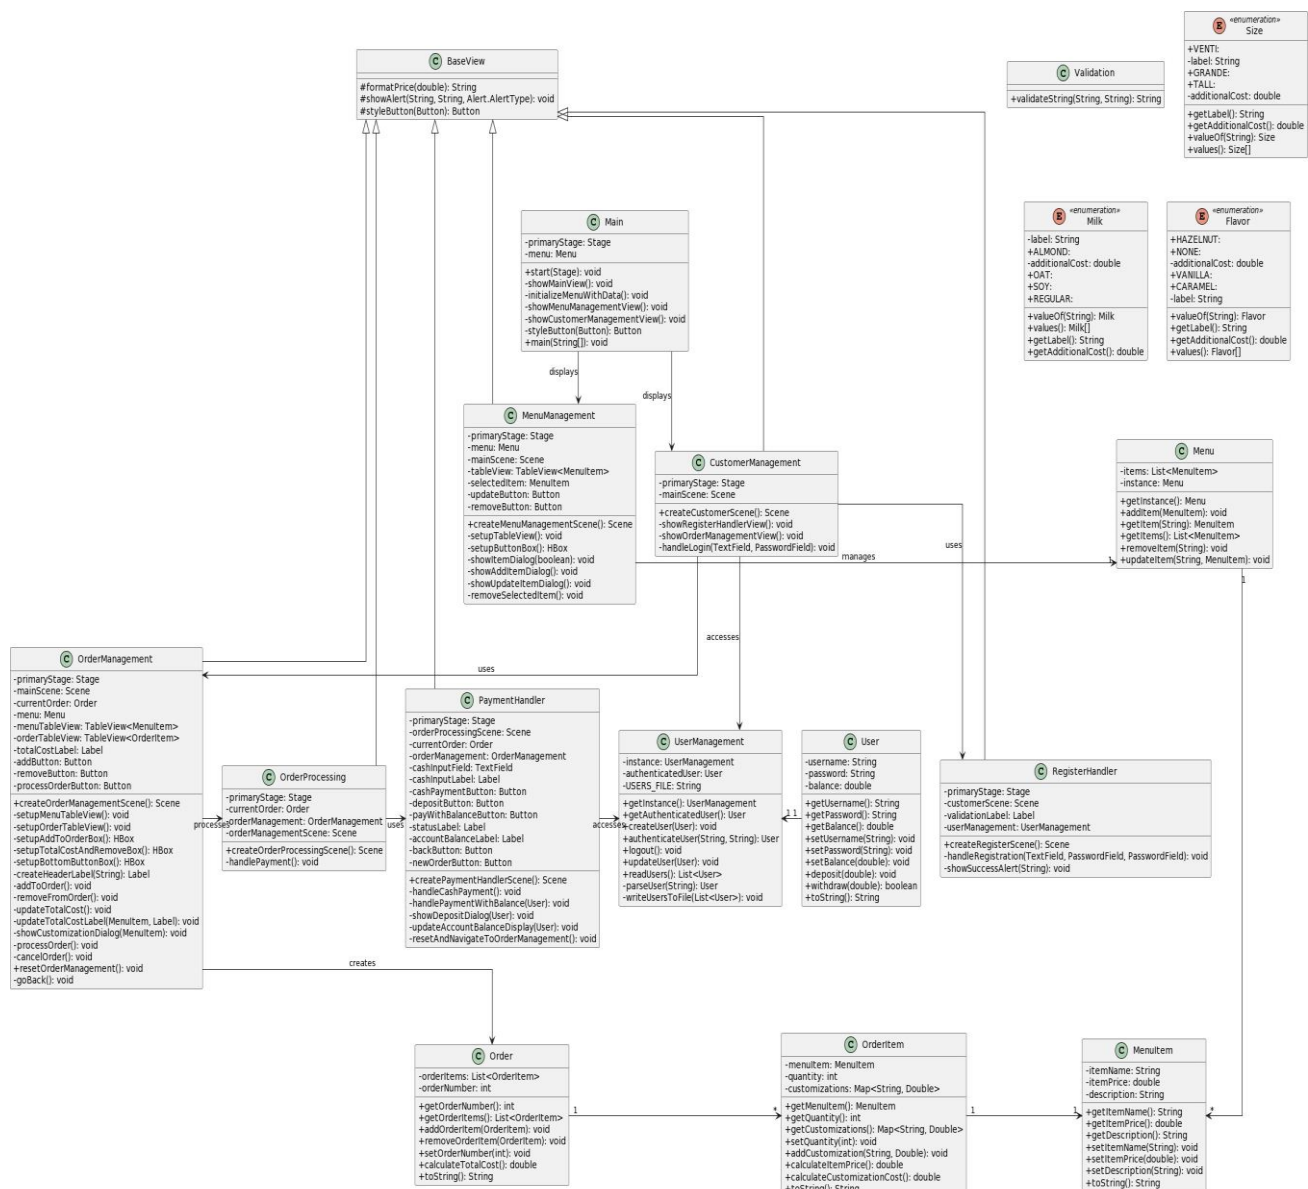 «enumeration»
Size
+VENTI:
-label: String
+GRANDE:
+TALL:
-additionalCost: double
+getLabel(): String
+getAdditionalCost(): double
+valueOf(String): Size
+values(): Size[]
BaseView
#formatPrice(double): String
#showAlert(String, String, Alert.AlertType): void
#styleButton(Button): Button
Validation
+validateString(String, String): String
Main
-primaryStage: Stage
-menu: Menu
+start(Stage): void
-showMainView(): void
-initializeMenuWithData(): void
-showMenuManagementView(): void
-showCustomerManagementView(): void
-styleButton(Button): Button
+main(String[]): void
«enumeration»
Milk
-label: String
+ALMOND:
-additionalCost: double
+OAT:
+SOY:
+REGULAR:
+valueOf(String): Milk
+values(): Milk[]
+getLabel(): String
+getAdditionalCost(): double
«enumeration»
Flavor
+HAZELNUT:
+NONE:
-additionalCost: double
+VANILLA:
+CARAMEL:
-label: String
+valueOf(String): Flavor
+getLabel(): String
+getAdditionalCost(): double
+values(): Flavor[]
displays
displays
MenuManagement
-primaryStage: Stage
-menu: Menu
-mainScene: Scene
-tableView: TableView<MenuItem>
-selectedItem: MenuItem
-updateButton: Button
-removeButton: Button
+createMenuManagementScene(): Scene
-setupTableView(): void
-setupButtonBox(): HBox
-showItemDialog(boolean): void
-showAddItemDialog(): void
-showUpdateItemDialog(): void
-removeSelectedItem(): void
CustomerManagement
-primaryStage: Stage
-mainScene: Scene
+createCustomerScene(): Scene
-showRegisterHandlerView(): void
-showOrderManagementView(): void
-handleLogin(TextField, PasswordField): void
Menu
-items: List<MenuItem>
-instance: Menu
+getInstance(): Menu
+addItem(MenuItem): void
+getItem(String): MenuItem
+getItems(): List<MenuItem>
+removeItem(String): void
+updateItem(String, MenuItem): void
uses
manages
1
1
accesses
uses
OrderManagement
-primaryStage: Stage
-mainScene: Scene
-currentOrder: Order
-menu: Menu
-menuTableView: TableView<MenuItem>
-orderTableView: TableView<OrderItem>
-totalCostLabel: Label
-addButton: Button
-removeButton: Button
-processOrderButton: Button
+createOrderManagementScene(): Scene
-setupMenuTableView(): void
-setupOrderTableView(): void
-setupAddToOrderBox(): HBox
-setupTotalCostAndRemoveBox(): HBox
-setupBottomButtonBox(): HBox
-createHeaderLabel(String): Label
-addToOrder(): void
-removeFromOrder(): void
-updateTotalCost(): void
-updateTotalCostLabel(MenuItem, Label): void
-showCustomizationDialog(MenuItem): void
-processOrder(): void
-cancelOrder(): void
+resetOrderManagement(): void
-goBack(): void
processes
OrderProcessing
-primaryStage: Stage
-currentOrder: Order
-orderManagement: OrderManagement
-orderManagementScene: Scene
+createOrderProcessingScene(): Scene
-handlePayment(): void
uses
PaymentHandler
-primaryStage: Stage
-orderProcessingScene: Scene
-currentOrder: Order
-orderManagement: OrderManagement
-cashInputField: TextField
-cashInputLabel: Label
-cashPaymentButton: Button
-depositButton: Button
-payWithBalanceButton: Button
-statusLabel: Label
-accountBalanceLabel: Label
-backButton: Button
-newOrderButton: Button
+createPaymentHandlerScene(): Scene
-handleCashPayment(): void
-handlePaymentWithBalance(User): void
-showDepositDialog(User): void
-updateAccountBalanceDisplay(User): void
-resetAndNavigateToOrderManagement(): void
accesses
UserManagement
-instance: UserManagement
-authenticatedUser: User
-USERS_FILE: String
+getInstance(): UserManagement
+getAuthenticatedUser(): User
+createUser(User): void
+authenticateUser(String, String): User
+logout(): void
+updateUser(User): void
+readUsers(): List<User>
-parseUser(String): User
-writeUsersToFile(List<User>): void
1 1
User
-username: String
-password: String
-balance: double
+getUsername(): String
+getPassword(): String
+getBalance(): double
+setUsername(String): void
+setPassword(String): void
+setBalance(double): void
+deposit(double): void
+withdraw(double): boolean
+toString(): String
RegisterHandler
-primaryStage: Stage
-customerScene: Scene
-validationLabel: Label
-userManagement: UserManagement
+createRegisterScene(): Scene
-handleRegistration(TextField, PasswordField, PasswordField): void
-showSuccessAlert(String): void
creates
Order
-orderItems: List<OrderItem>
-orderNumber: int
+getOrderNumber(): int
+getOrderItems(): List<OrderItem>
+addOrderItem(OrderItem): void
+removeOrderItem(OrderItem): void
+setOrderNumber(int): void
+calculateTotalCost(): double
+toString(): String
1
*
OrderItem
-menuItem: MenuItem
-quantity: int
-customizations: Map<String, Double>
+getMenuItem(): MenuItem
+getQuantity(): int
+getCustomizations(): Map<String, Double>
+setQuantity(int): void
+addCustomization(String, Double): void
+calculateItemPrice(): double
+calculateCustomizationCost(): double
+toString(): String
1
1
MenuItem
-itemName: String
-itemPrice: double
-description: String
+getItemName(): String
+getItemPrice(): double
+getDescription(): String
+setItemName(String): void
+setItemPrice(double): void
+setDescription(String): void
+toString(): String
*